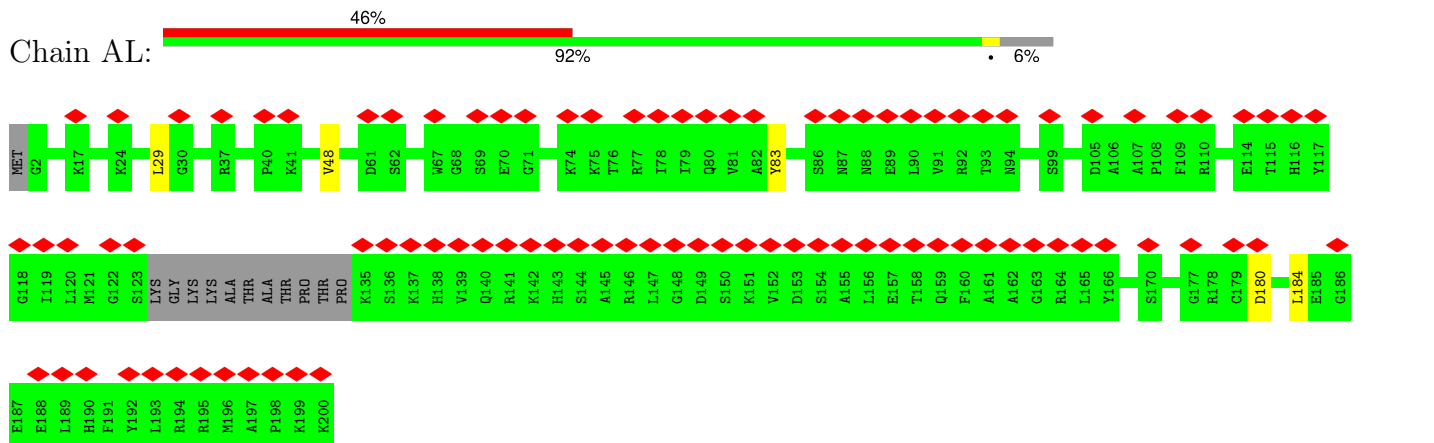 46%
Chain AL:
92% • 6%
MET G2 K17 K24 L29 G30 R37 P40 K41 V48 D61 S62 W67 G68 S69 E70 G71 K74 K75 T76 R77 I78 I79 Q80 V81 A82 Y83 S86 N87 N88 E89 L90 V91 R92 T93 N94 S99 D105 A106 A107 P108 F109 R110 E114 T115 H116 Y117
G118 I119 L120 M121 G122 S123 LYS GLY LYS LYS ALA THR ALA THR PRO THR PRO K135 S136 K137 H138 V139 Q140 R141 K142 H143 S144 A145 R146 L147 G148 D149 S150 K151 V152 D153 S154 A155 L156 E157 T158 Q159 F160 A161 A162 G163 R164 L165 Y166 S170 G177 R178 C179 D180 L184 E185 G186
E187 E188 L189 H190 F191 Y192 L193 R194 R195 M196 A197 P198 K199 K200